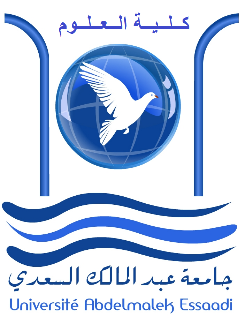 كلية العلوم
جامعة عبد المالك السعدي
Université Abdelmalek Essaadi